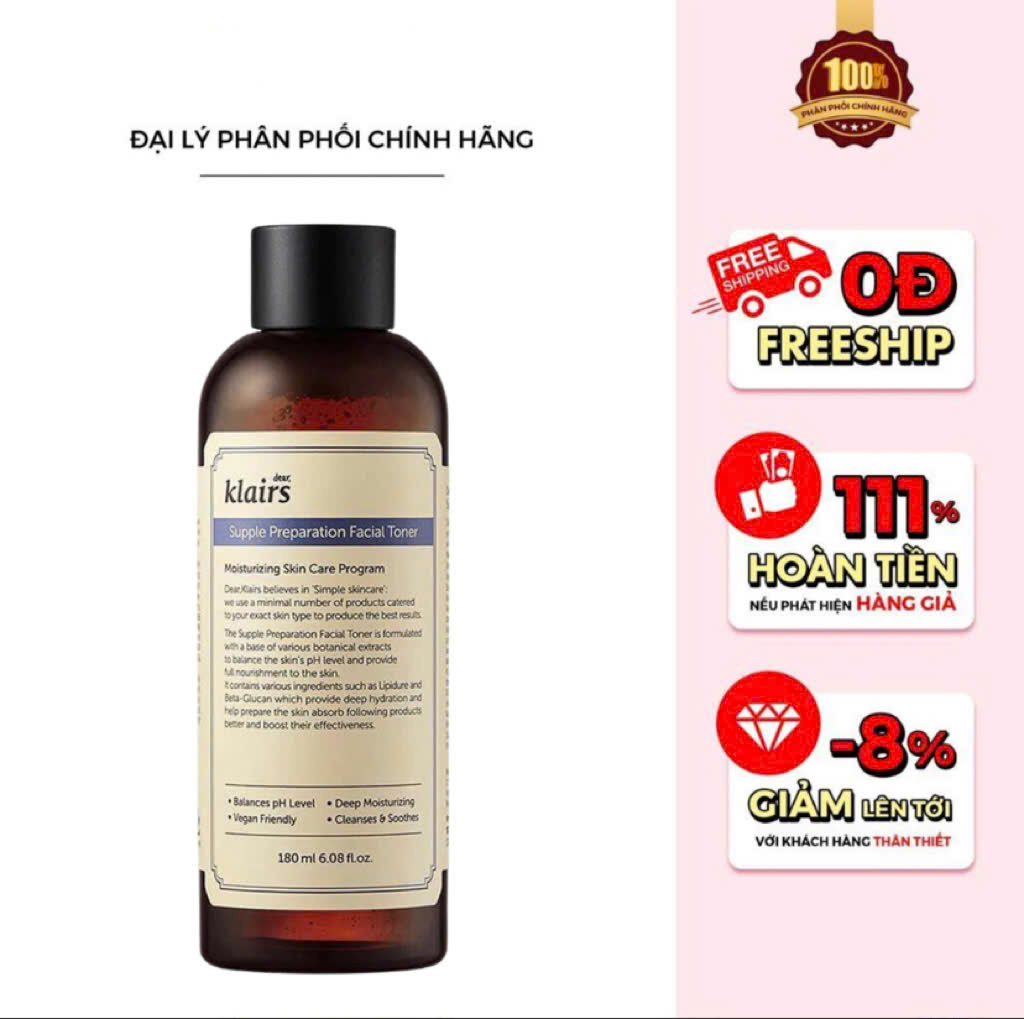 ĐẠI LÝ PHÂN PHỐI CHÍNH HÃNG
dear,
klairs
Supple Preparation Facial Toner
Moisturizing Skin Care Program
Dear,Klairs believes in 'Simple skincare':
we use a minimal number of products catered
to your exact skin type to produce the best results.
The Supple Preparation Facial Toner is formulated
with a base of various botanical extracts
to balance the skin's pH level and provide
full nourishment to the skin.
It contains various ingredients such as Lipidure and
Beta-Glucan which provide deep hydration and
help prepare the skin absorb following products
better and boost their effectiveness.
• Balances pH Level • Deep Moisturizing
• Vegan Friendly • Cleanses & Soothes
180 ml 6.08 fl.oz.
100%
PHÂN PHỐI CHÍNH HÃNG
FREE
SHIPPING
0Đ
FREESHIP
111%
HOÀN TIỀN
NẾU PHÁT HIỆN HÀNG GIẢ
-8%
GIẢM LÊN TỚI
VỚI KHÁCH HÀNG THÂN THIẾT